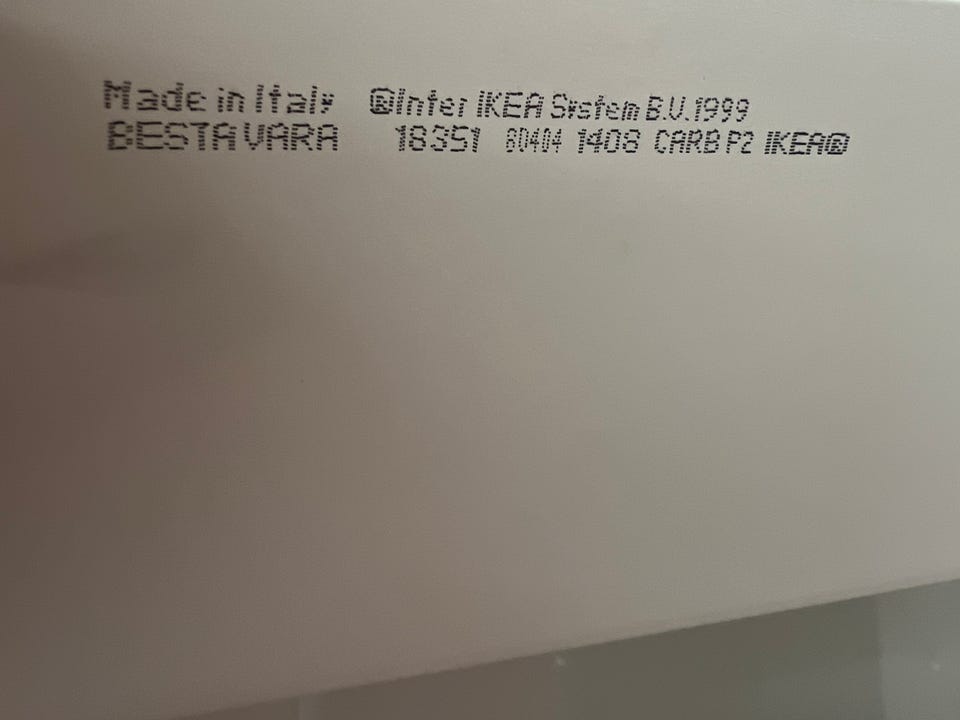 Made in Italy ®Inter IKEA System B.V.1999
BESTA VARA 18351 80404 1408 CARB P2 IKEA®